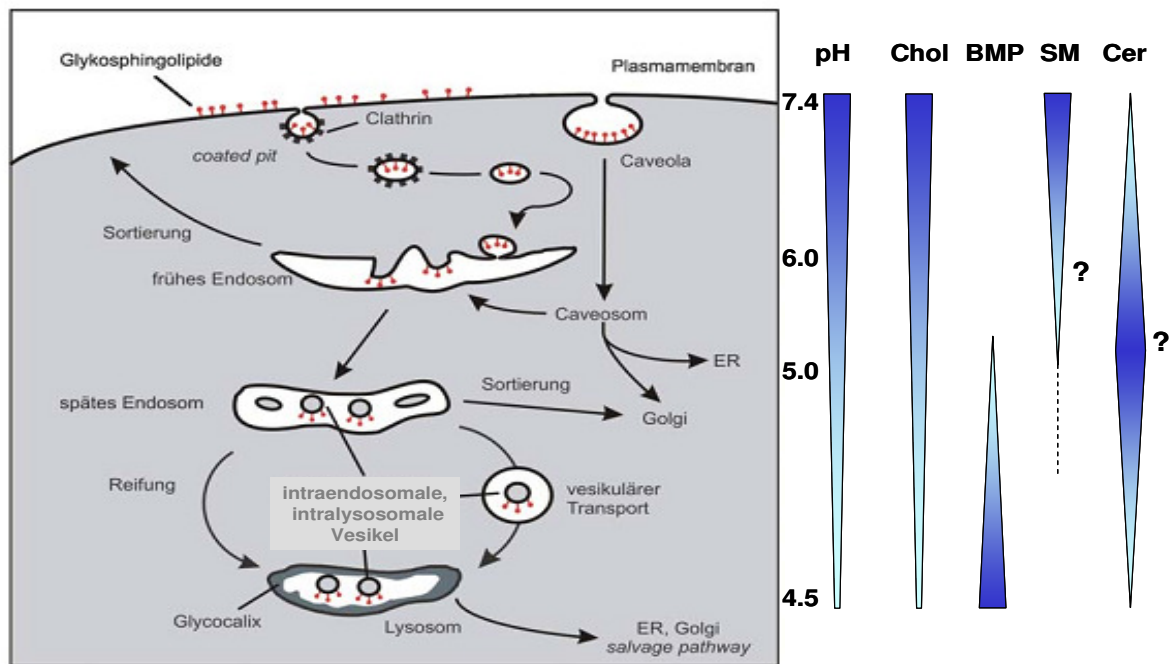 Glykosphingolipide
Plasmamembran
Clathrin
coated pit
Caveola
Sortierung
frühes Endosom
Caveosom
ER
spätes Endosom
Sortierung
Golgi
Reifung
intraendosomale,
intralysosomale
Vesikel
vesikulärer
Transport
Glycocalix
Lysosom
ER, Golgi
salvage pathway
pH Chol BMP SM Cer
7.4
6.0
?
?
5.0
4.5